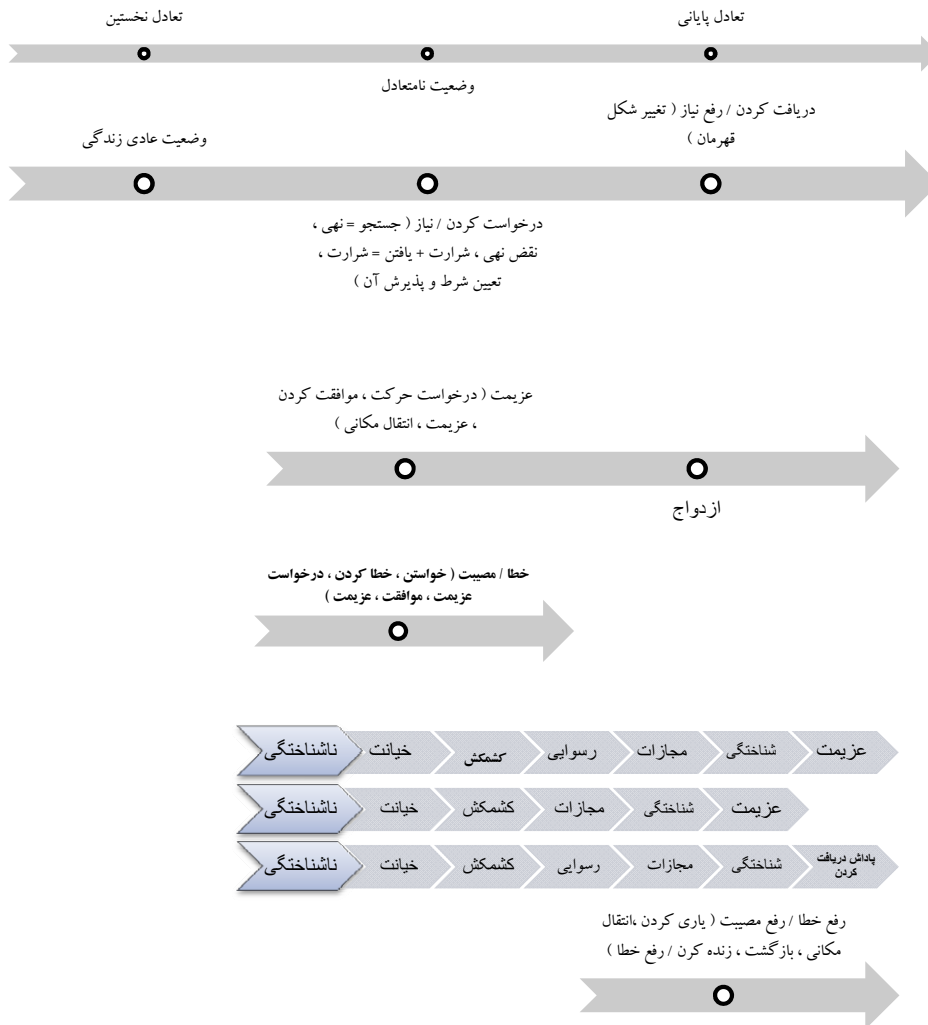 تعادل نخستین
تعادل پایانی
وضعیت نامتعادل
دریافت کردن / رفع نیاز ( تغییر شکل
قهرمان )
وضعیت عادی زندگی
درخواست کردن / نیاز ( جستجو = نهی ،
نقض نهی ، شرارت + یافتن = شرارت ،
تعیین شرط و پذیرش آن )
عزیمت ( درخواست حرکت ، موافقت کردن
، عزیمت ، انتقال مکانی )
ازدواج
خطا / مصیبت ( خواستن ، خطا کردن ، درخواست
عزیمت ، موافقت ، عزیمت )
ناشناختگی خیانت کشمکش رسوایی مجازات شناختگی عزیمت
ناشناختگی خیانت کشمکش مجازات شناختگی عزیمت
ناشناختگی خیانت کشمکش رسوایی مجازات شناختگی پاداش دریافت
کردن
رفع خطا / رفع مصیبت ( یاری کردن ،انتقال
مکانی ، بازگشت ، زنده کرن / رفع خطا )